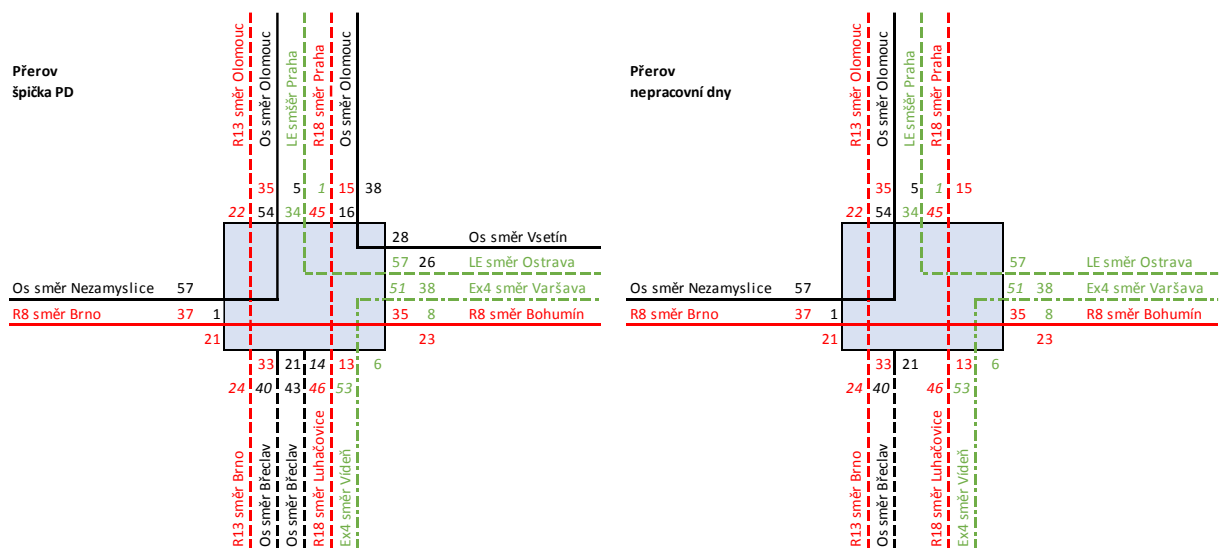 Přerov
špička PD
R13 směr Olomouc
Os směr Olomouc
LE smšěr Praha
R18 směr Praha
Os směr Olomouc
35 5 1 15 38
22 54 34 45 16
28 Os směr Vsetín
57 26 LE směr Ostrava
Os směr Nezamyslice 57
51 38 Ex4 směr Varšava
R8 směr Brno 37 1
35 8 R8 směr Bohumín
21 23
33 21 14 13 6
24 40 43 46 53
R13 směr Brno
Os směr Břeclav
Os směr Břeclav
R18 směr Luhačovice
Ex4 směr Vídeň
Přerov
nepracovní dny
R13 směr Olomouc
Os směr Olomouc
LE smšěr Praha
R18 směr Praha
35 5 1 15
22 54 34 45
57 LE směr Ostrava
Os směr Nezamyslice 57
51 38 Ex4 směr Varšava
R8 směr Brno 37 1
35 8 R8 směr Bohumín
21 23
33 21 13 6
24 40 46 53
R13 směr Brno
Os směr Břeclav
R18 směr Luhačovice
Ex4 směr Vídeň